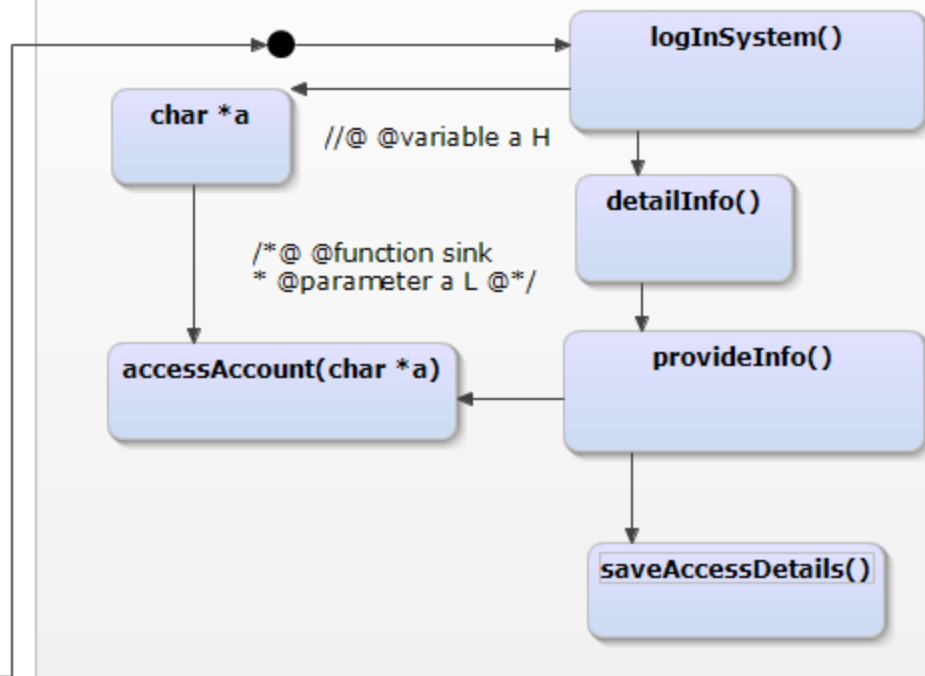 logInSystem()
char *a
//@ @variable a H
detailInfo()
/*@ @function sink
* @parameter a L @*/
provideInfo()
accessAccount(char *a)
saveAccessDetails()